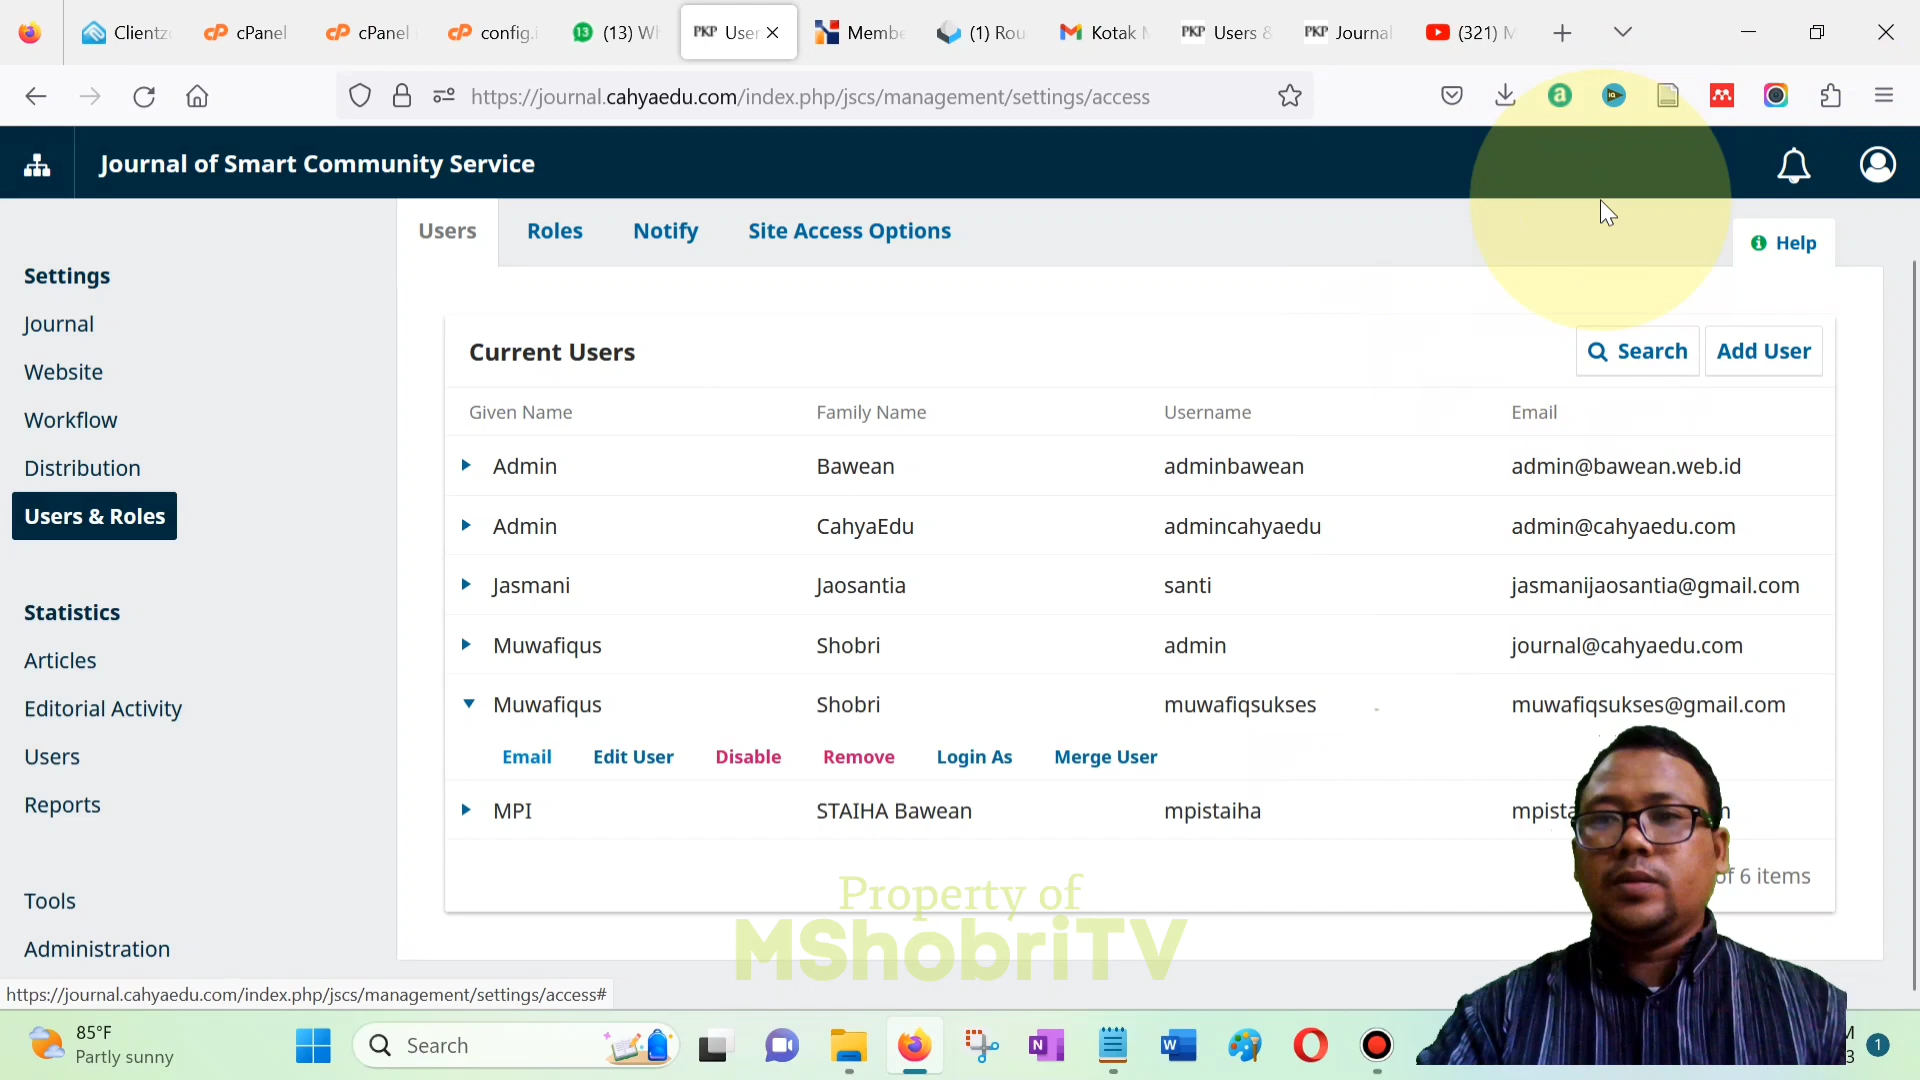 Clientz
cPanel
cPanel
config.i
(13) Wh
PKP User
Membe
(1) Rou
Kotak M
PKP Users &
PKP Journal
(321) M
https://journal.cahyaedu.com/index.php/jscs/management/settings/access
Journal of Smart Community Service
Users
Roles
Notify
Site Access Options
Help
Settings
Journal
Website
Workflow
Distribution
Users & Roles
Statistics
Articles
Editorial Activity
Users
Reports
Tools
Administration
Current Users
Search
Add User
Given Name Family Name Username Email
Admin Bawean adminbawean admin@bawean.web.id
Admin CahyaEdu admincahyaedu admin@cahyaedu.com
Jasmani Jaosantia santi jasmanijaosantia@gmail.com
Muwafiqus Shobri admin journal@cahyaedu.com
Muwafiqus Shobri muwafiqsukses muwafiqsukses@gmail.com
Email Edit User Disable Remove Login As Merge User
MPI STAIHA Bawean mpistaiha
of 6 items
Property of
MShobriTV
https://journal.cahyaedu.com/index.php/jscs/management/settings/access#
85°F
Partly sunny
Search
1